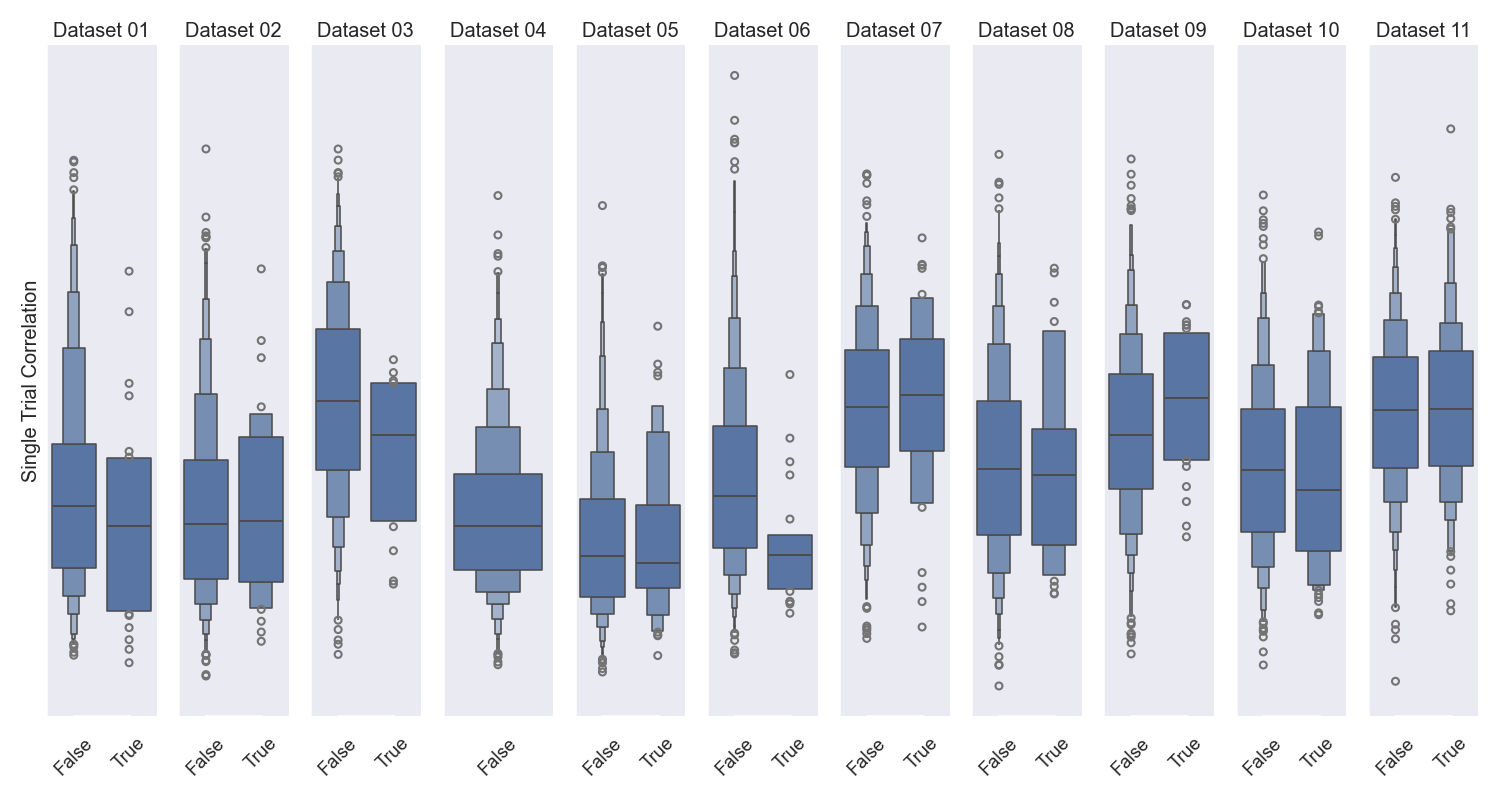 Dataset 01
Dataset 02
Dataset 03
Dataset 04
Dataset 05
Dataset 06
Dataset 07
Dataset 08
Dataset 09
Dataset 10
Dataset 11
Single Trial Correlation
False
True
False
True
False
True
False
False
True
False
True
False
True
False
True
False
True
False
True
False
True